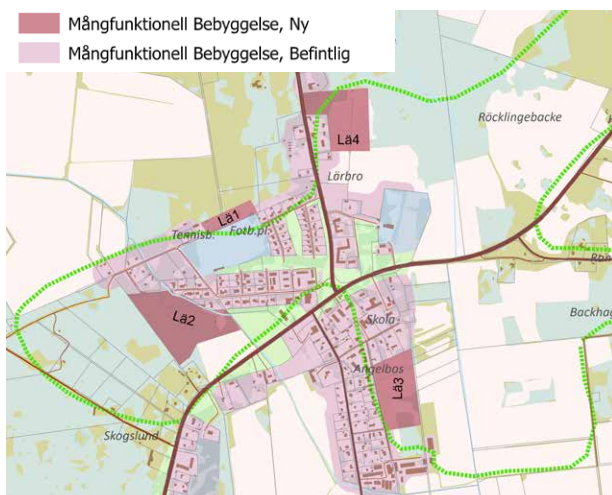 Mångfunktionell Bebyggelse, Ny
Mångfunktionell Bebyggelse, Befintlig
Röcklingebacke
Lä4
Lärbro
Lä1
Tennisb.
Fotb.pl.
Lä2
Skola
Backhag
Ängelbos
Lä3
Skogslund